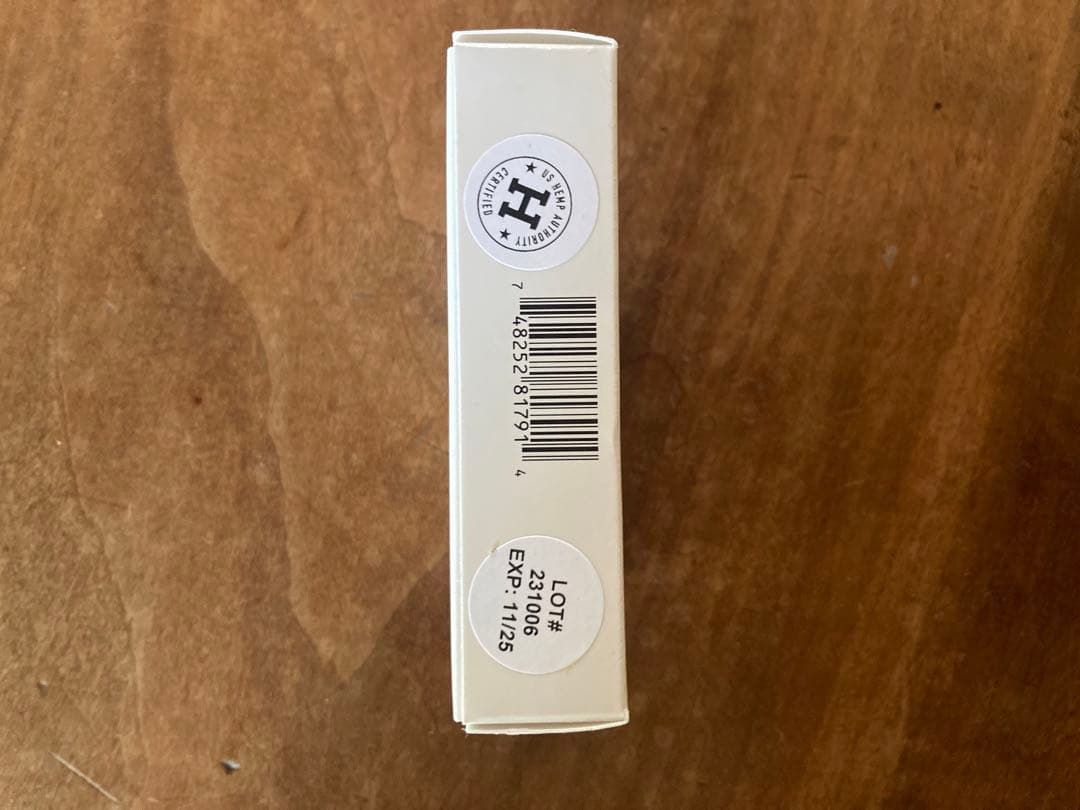 ★ US HEMP AUTHORITY ★
H
CERTIFIED
7 48252 81791 4
LOT#
231006
EXP: 11/25